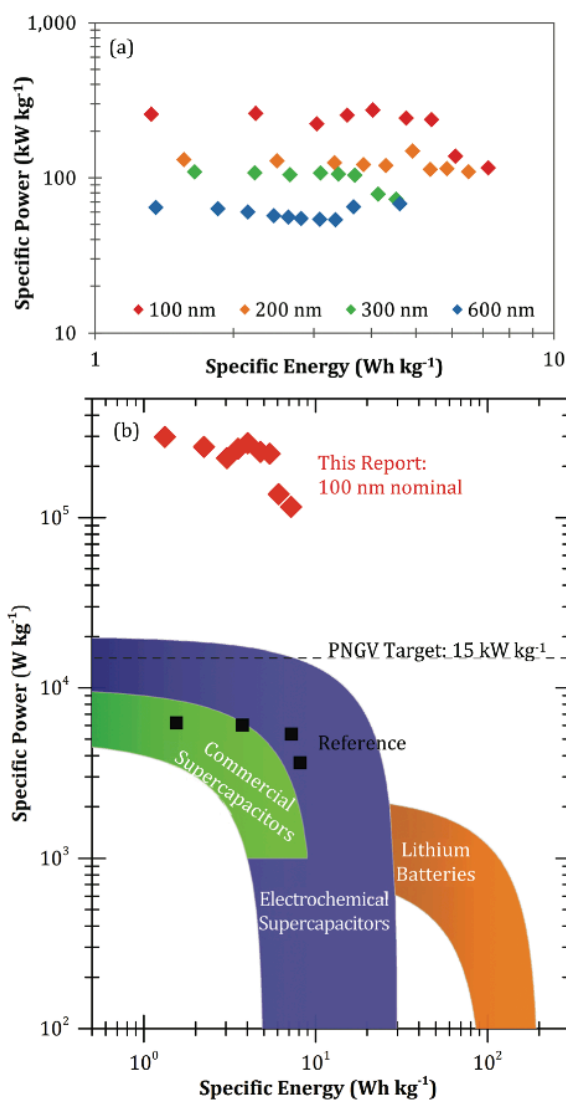 1,000
(a)
Specific Power (kW kg⁻¹)
100
10
100 nm 200 nm 300 nm 600 nm
1 Specific Energy (Wh kg⁻¹) 10
(b)
This Report:
100 nm nominal
10⁵
PNGV Target: 15 kW kg⁻¹
10⁴
Reference
Commercial
Supercapacitors
Specific Power (W kg⁻¹)
10³
Lithium
Batteries
Electrochemical
Supercapacitors
10²
10⁰ 10¹ 10²
Specific Energy (Wh kg⁻¹)